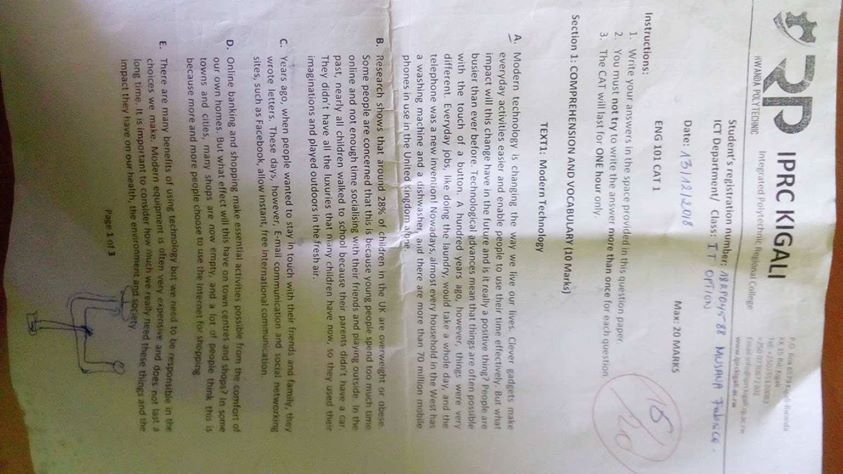 RP IPRC KIGALI
RWANDA POLYTECHNIC Integrated Polytechnic Regional College
P.O. Box 6579 Kigali-Rwanda
KK 15 Rd, Kigali
www.iprckigali.ac.rw
Student's registration number: MUSANA Fabrice.
ICT Department/ Class: IT OPTION
Date: 13/12/2018
ENG 101 CAT 1 Max: 20 MARKS
18/20
Instructions:
1. Write your answers in the space provided in this question paper.
2. You must not try to write the answer more than once for each question
3. The CAT will last for ONE hour only.
Section 1: COMPREHENSION AND VOCABULARY (10 Marks)
TEXT1: Modern Technology
A. Modern technology is changing the way we live our lives. Clever gadgets make
everyday activities easier and enable people to use their time effectively. But what
impact will this change have in the future and is it really a positive thing? People are
busier than ever before. Technological advances mean that things are often possible
with the touch of a button. A hundred years ago, however, things were very
different. Everyday jobs, like doing the laundry, would take a whole day, and the
telephone was a new invention! Nowadays, almost every household in the West has
a washing machine and a dishwasher, and there are more than 70 million mobile
phones in use in the United Kingdom alone.
B. Research shows that around 28% of children in the UK are overweight or obese.
Some people are concerned that this is because young people spend too much time
online and not enough time socialising with their friends and playing outside. In the
past, nearly all children walked to school because their parents didn't have a car.
They didn't have all the luxuries that many children have now, so they used their
imaginations and played outdoors in the fresh air.
C. Years ago, when people wanted to stay in touch with their friends and family, they
wrote letters. These days, however, E-mail communication and social networking
sites, such as Facebook, allow instant, free international communication.
D. Online banking and shopping make essential activities possible from the comfort of
our own homes. But what effect will this have on town centres and shops? In some
towns and cities, many shops are now empty, and a lot of people think this is
because more and more people choose to use the Internet for shopping.
E. There are many benefits of using technology but we need to be responsible in the
choices we make. Modern equipment is often very expensive and does not last a
long time. It is important to consider how much we really need these things and the
impact they have on our health, the environment and society.
Page 1 of 3